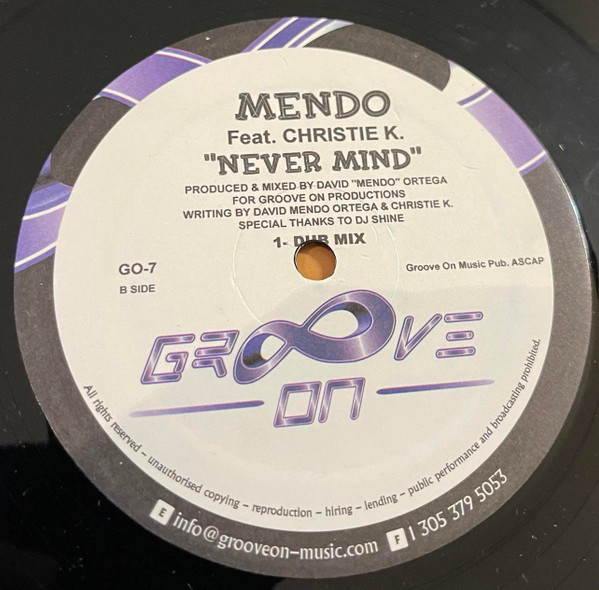 MENDO
Feat. CHRISTIE K.
"NEVER MIND"
PRODUCED & MIXED BY DAVID "MENDO" ORTEGA
FOR GROOVE ON PRODUCTIONS
WRITING BY DAVID MENDO ORTEGA & CHRISTIE K.
SPECIAL THANKS TO DJ SHINE
1- DUB MIX
GO-7
B SIDE
Groove On Music Pub. ASCAP
GROOVE
ON
All rights reserved – unauthorised copying – reproduction – hiring – lending – public performance and broadcasting prohibited.
E info@grooveon-music.com F 1 305 379 5053